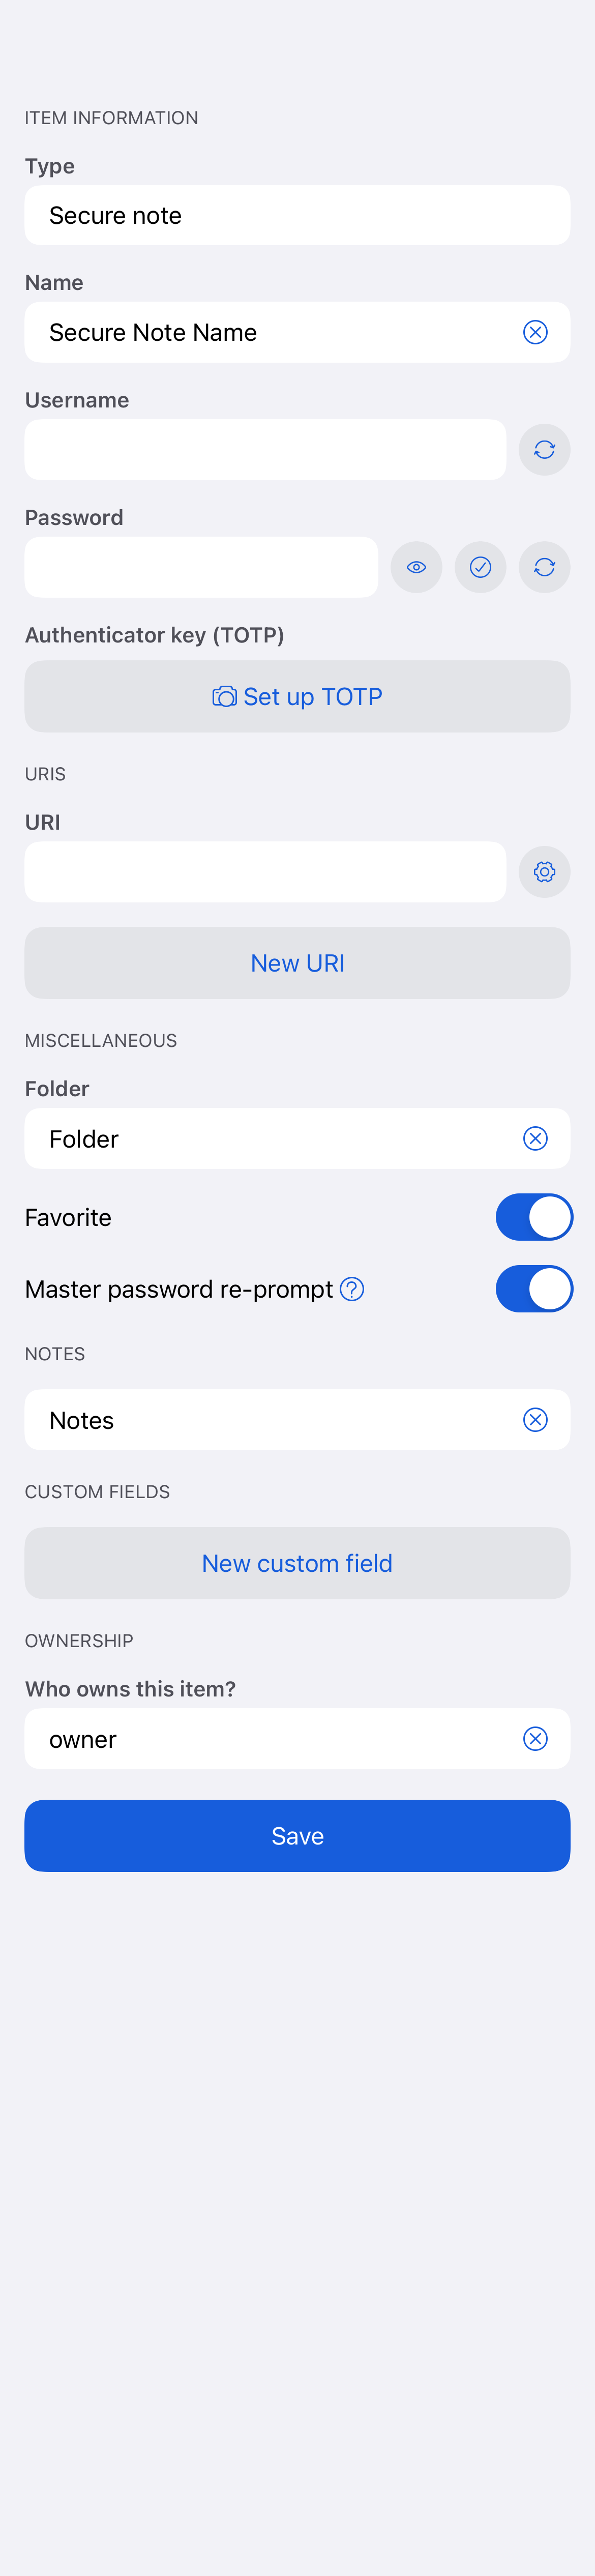 ITEM INFORMATION
Type
Secure note
Name
Secure Note Name
Username
Password
Authenticator key (TOTP)
Set up TOTP
URIS
URI
New URI
MISCELLANEOUS
Folder
Folder
Favorite
Master password re-prompt
NOTES
Notes
CUSTOM FIELDS
New custom field
OWNERSHIP
Who owns this item?
owner
Save